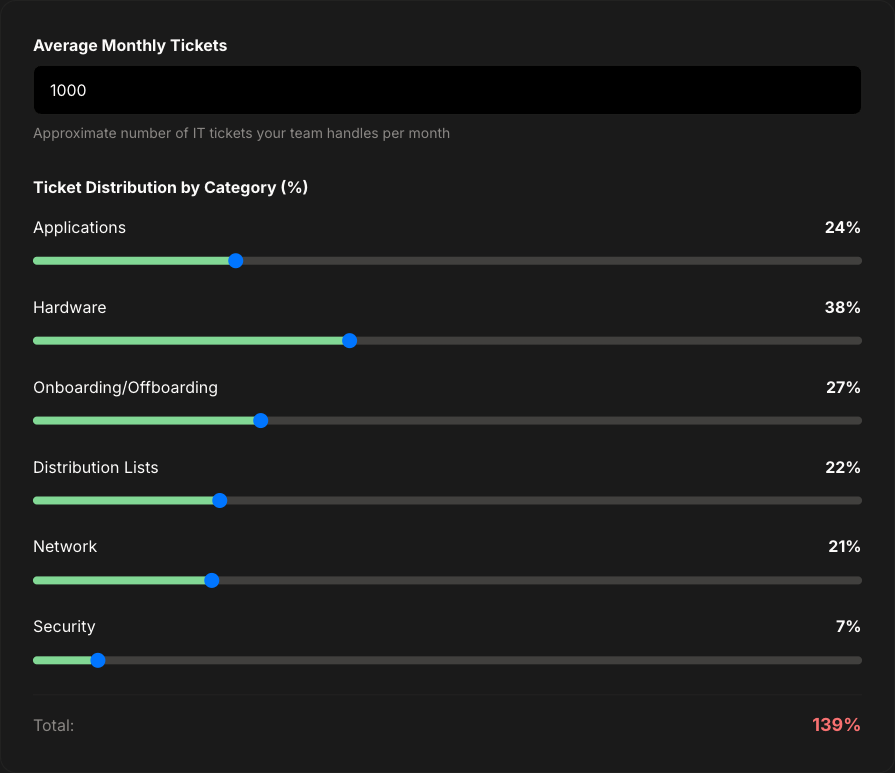 Average Monthly Tickets
1000
Approximate number of IT tickets your team handles per month
Ticket Distribution by Category (%)
Applications 24%
Hardware 38%
Onboarding/Offboarding 27%
Distribution Lists 22%
Network 21%
Security 7%
Total: 139%